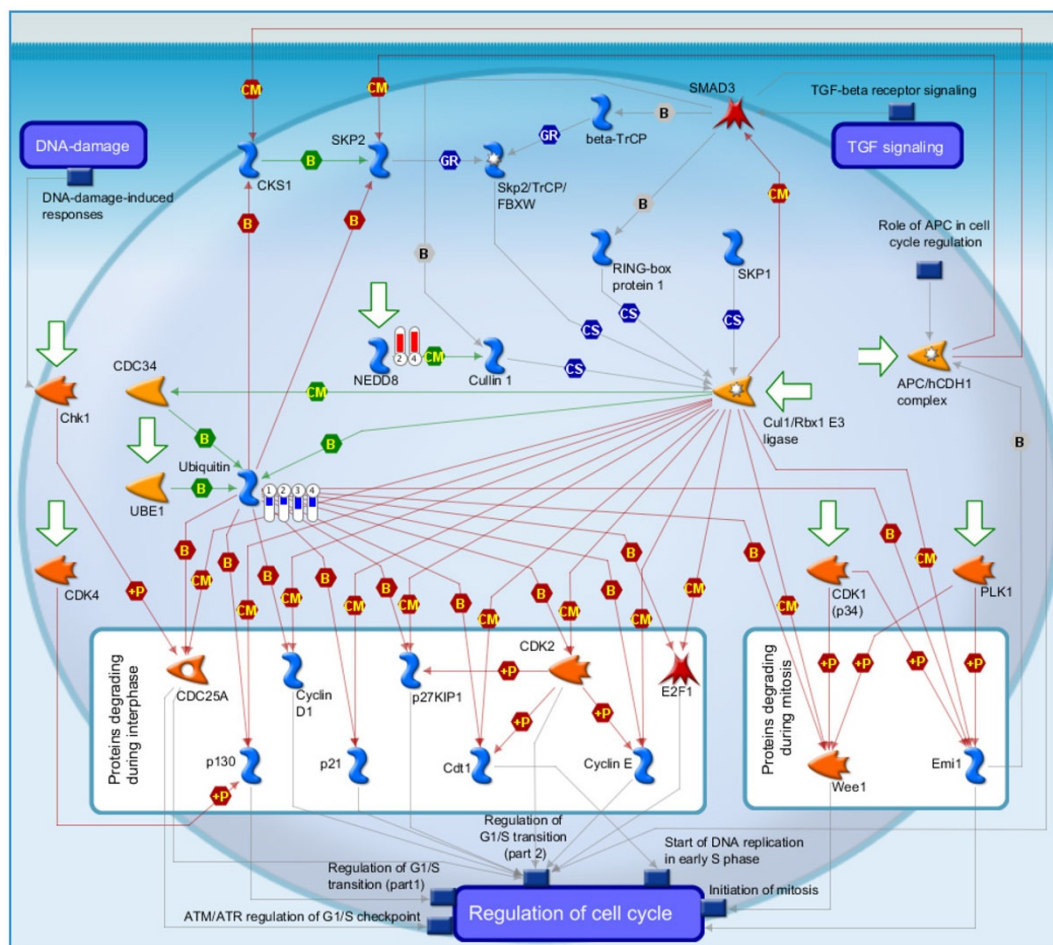 CM
CM
SMAD3
TGF-beta receptor signaling
DNA-damage
SKP2
B
beta-TrCP
TGF signaling
B
GR
GR
CKS1
Skp2/TrCP/
FBXW
CM
DNA-damage-induced
responses
B
B
B
Role of APC in cell
cycle regulation
B
RING-box
protein 1
SKP1
CS
CS
CS
2 4
CM
NEDD8
Cullin 1
CS
CDC34
CM
Chk1
APC/hCDH1
complex
Cul1/Rbx1 E3
ligase
B
B
B
Ubiquitin
B
UBE1
1 2 3 4
CDK4
+P
B
CM
B
CM
B
CM
B
CM
B
CM
B
CM
B
CM
B
CM
B
CM
B
B
CM
CDK1
(p34)
PLK1
Proteins degrading
during interphase
CDC25A
Cyclin
D1
p27KIP1
+P
CDK2
E2F1
Proteins degrading
during mitosis
+P
+P
+P
+P
+P
+P
p130
p21
Cdt1
Cyclin E
Wee1
Emi1
+P
Regulation of
G1/S transition
(part 2)
Start of DNA replication
in early S phase
Regulation of G1/S
transition (part1)
Initiation of mitosis
ATM/ATR regulation of G1/S checkpoint
Regulation of cell cycle